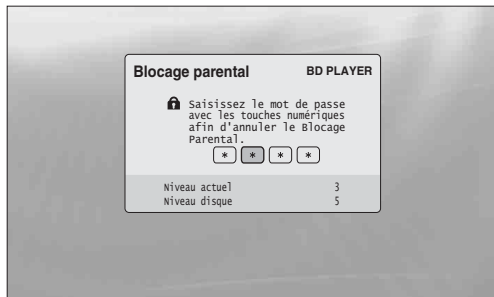 Blocage parental BD PLAYER
Saisissez le mot de passe
avec les touches numériques
afin d'annuler le Blocage
Parental.
* * * *
Niveau actuel 3
Niveau disque 5